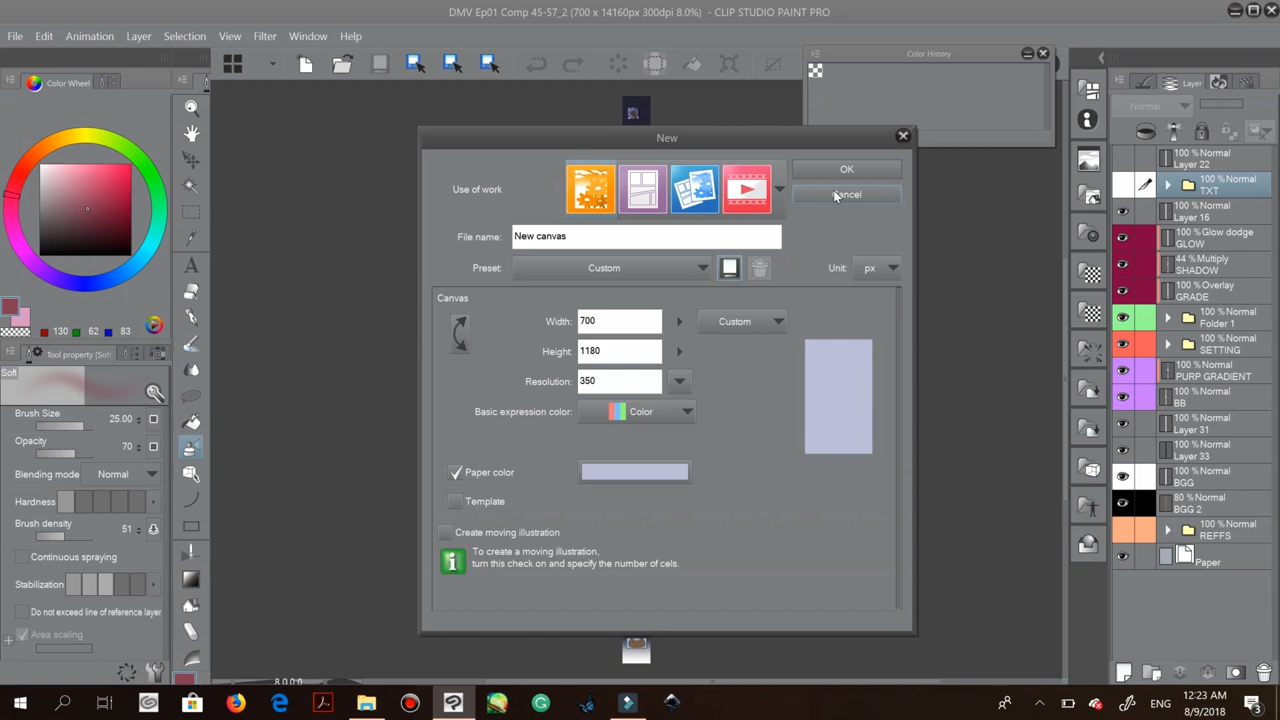 DMV Ep01 Comp 45-57_2 (700 x 14160px 300dpi 8.0%) - CLIP STUDIO PAINT PRO
File Edit Animation Layer Selection View Filter Window Help
Color Wheel
Color History
Layer
Normal
New
Use of work
OK
Cancel
File name: New canvas
Preset: Custom Unit: px
Canvas
Width: 700 Custom
Height: 1180
Resolution: 350
Basic expression color: Color
Paper color
Template
Create moving illustration
To create a moving illustration,
turn this check on and specify the number of cels.
130 62 83
Tool property [Sof
Soft
Brush Size 25.00
Opacity 70
Blending mode Normal
Hardness
Brush density 51
Continuous spraying
Stabilization
Do not exceed line of reference layer
Area scaling
100 % Normal
Layer 22
100 % Normal
TXT
100 % Normal
Layer 16
100 %Glow dodge
GLOW
44 % Multiply
SHADOW
100 % Overlay
GRADE
100 % Normal
Folder 1
100 % Normal
SETTING
100 % Normal
PURP GRADIENT
100 % Normal
BB
100 % Normal
Layer 31
100 % Normal
Layer 33
100 % Normal
BGG
80 % Normal
BGG 2
100 % Normal
REFFS
Paper
8.0
ENG
12:23 AM
8/9/2018